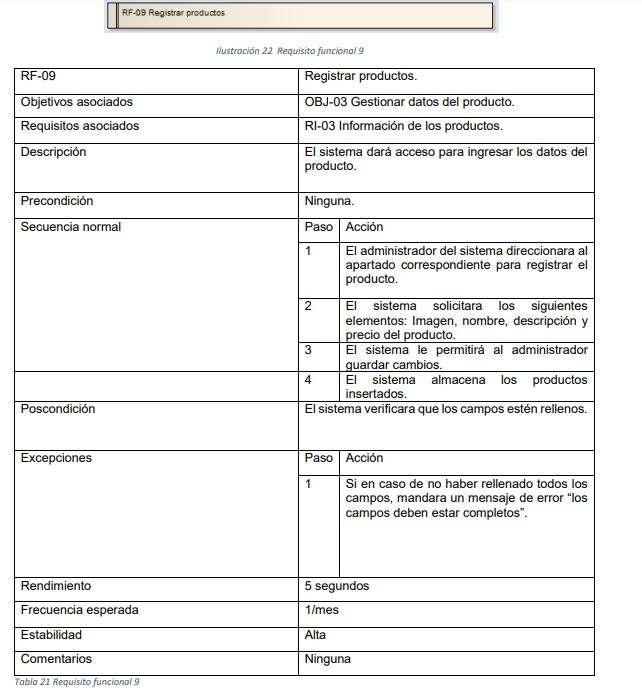 RF-09 Registrar productos
Ilustración 22 Requisito funcional 9
RF-09
Registrar productos.
Objetivos asociados
OBJ-03 Gestionar datos del producto.
Requisitos asociados
RI-03 Información de los productos.
Descripción
El sistema dará acceso para ingresar los datos del
producto.
Precondición
Ninguna.
Secuencia normal
Paso
Acción
1
El administrador del sistema direccionara al
apartado correspondiente para registrar el
producto.
2
El sistema solicitara los siguientes
elementos: Imagen, nombre, descripción y
precio del producto.
3
El sistema le permitirá al administrador
guardar cambios.
4
El sistema almacena los productos
insertados.
Poscondición
El sistema verificara que los campos estén rellenos.
Excepciones
Paso
Acción
1
Si en caso de no haber rellenado todos los
campos, mandara un mensaje de error “los
campos deben estar completos”.
Rendimiento
5 segundos
Frecuencia esperada
1/mes
Estabilidad
Alta
Comentarios
Ninguna
Tabla 21 Requisito funcional 9